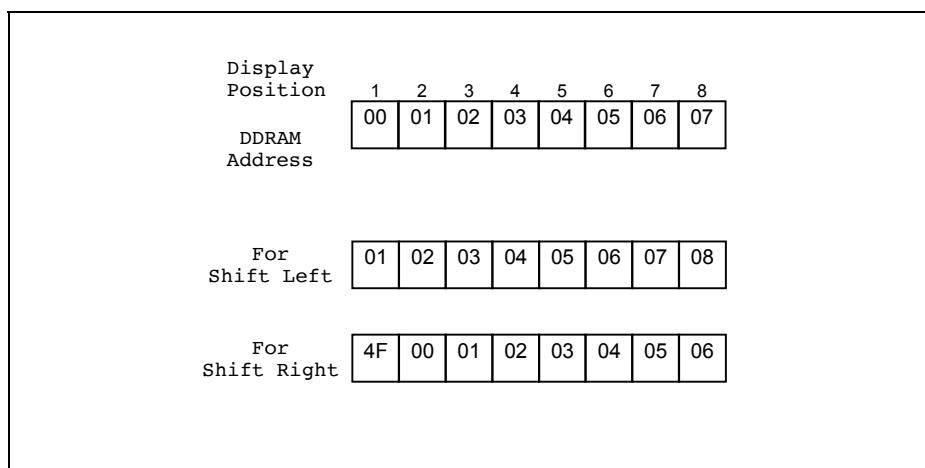 Display
Position 1 2 3 4 5 6 7 8
00 01 02 03 04 05 06 07
DDRAM
Address
For
Shift Left 01 02 03 04 05 06 07 08
For
Shift Right 4F 00 01 02 03 04 05 06